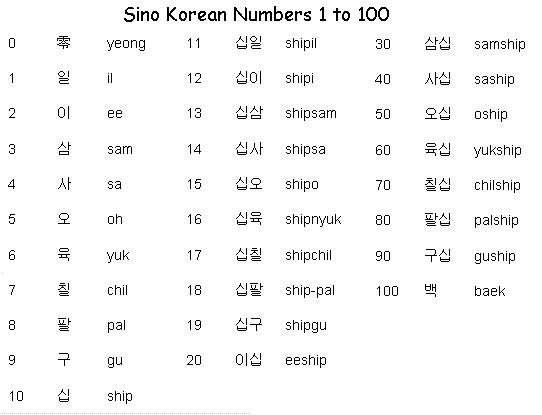 Sino Korean Numbers 1 to 100
0 零 yeong 11 십일 shipil 30 삼십 samship
1 일 il 12 십이 shipi 40 사십 saship
2 이 ee 13 십삼 shipsam 50 오십 oship
3 삼 sam 14 십사 shipsa 60 육십 yukship
4 사 sa 15 십오 shipo 70 칠십 chilship
5 오 oh 16 십육 shipnyuk 80 팔십 palship
6 육 yuk 17 십칠 shipchil 90 구십 guship
7 칠 chil 18 십팔 ship-pal 100 백 baek
8 팔 pal 19 십구 shipgu
9 구 gu 20 이십 eeship
10 십 ship